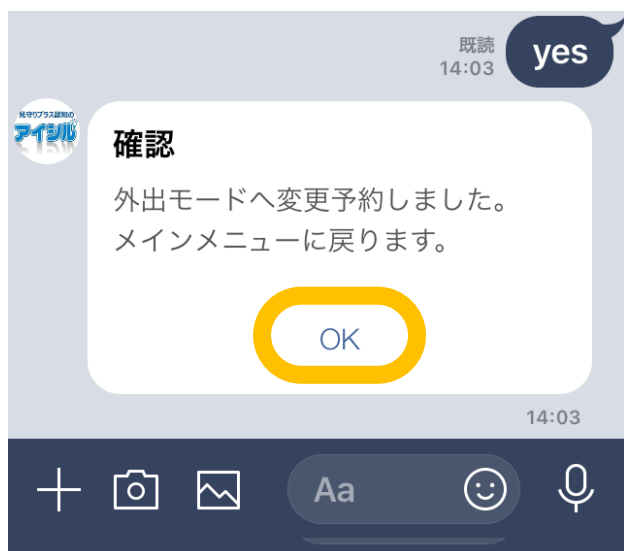 既読
14:03
yes
見守りプラス認知の
アイシル
確認
外出モードへ変更予約しました。
メインメニューに戻ります。
OK
14:03
Aa